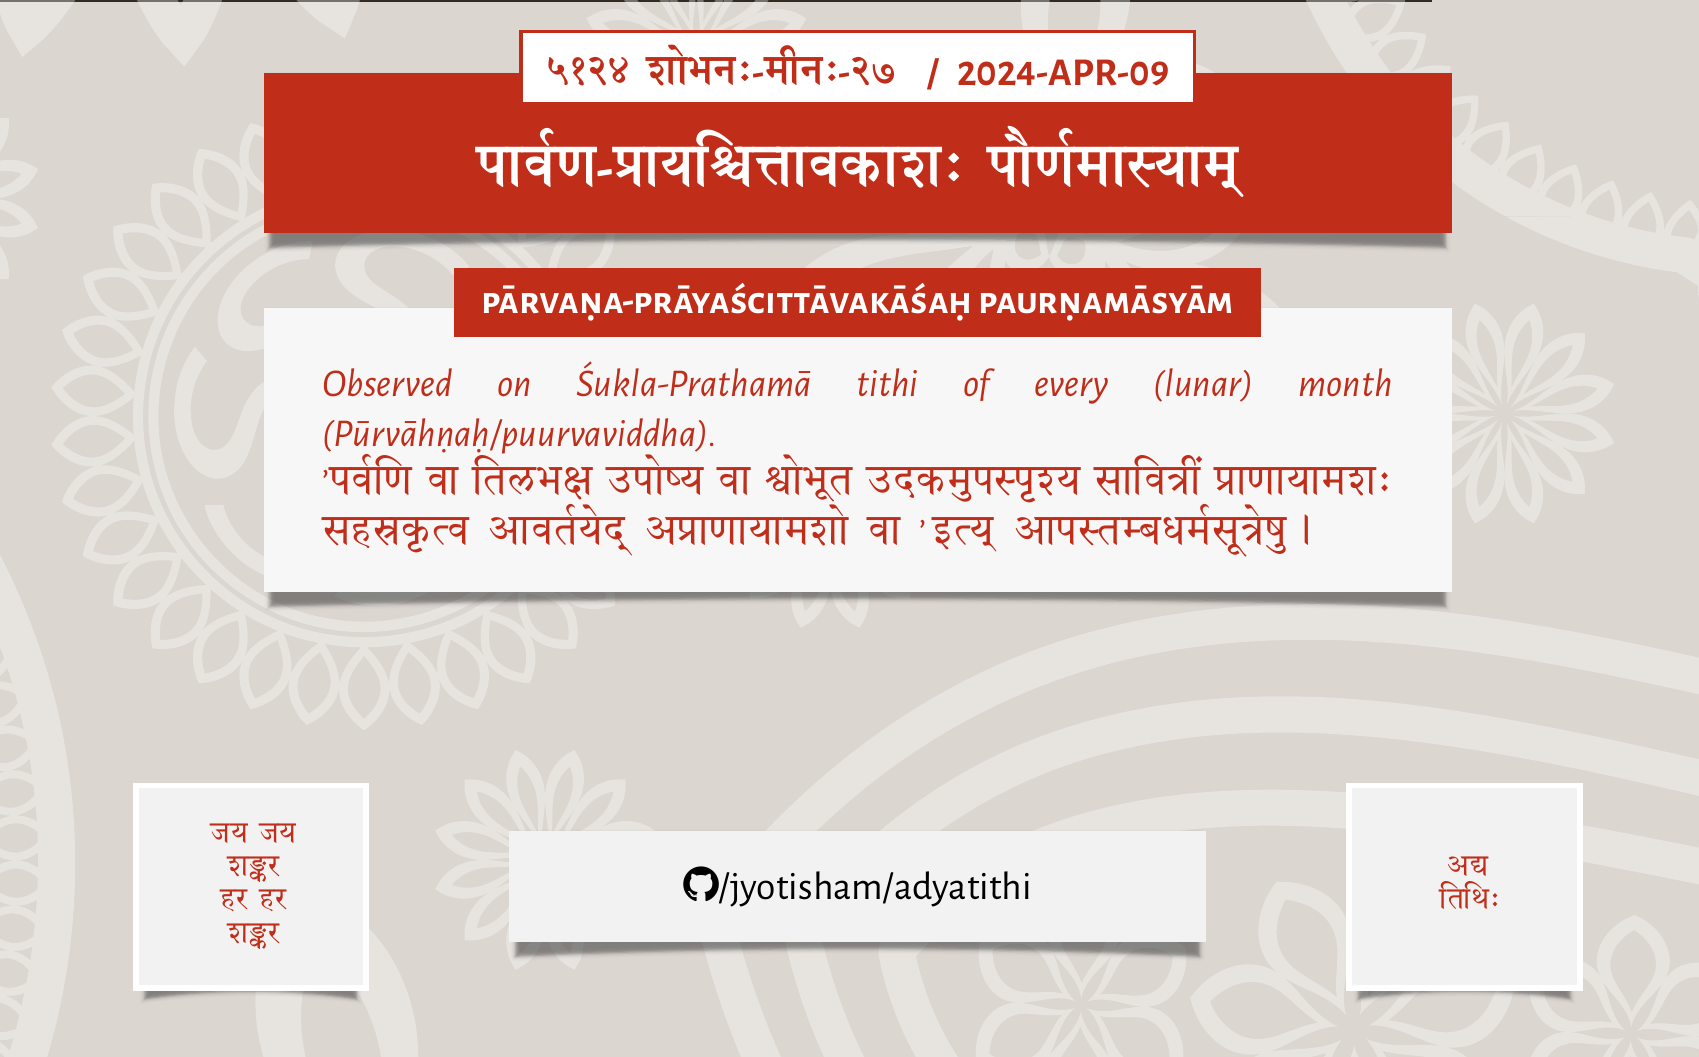 ५१२४ शोभनः-मीनः-२७ / 2024-APR-09
पार्वण-प्रायश्चित्तावकाशः पौर्णमास्याम्
PĀRVAṆA-PRĀYAŚCITTĀVAKĀŚAḤ PAURṆAMĀSYĀM
Observed on Śukla-Prathamā tithi of every (lunar) month
(Pūrvāhṇaḥ/puurvaviddha).
’पर्वणि वा तिलभक्ष उपोष्य वा श्वोभूत उदकमुपस्पृश्य सावित्रीं प्राणायामशः
सहस्रकृत्व आवर्तयेद् अप्राणायामशो वा ’इत्य् आपस्तम्बधर्मसूत्रेषु।
जय जय
शङ्कर
हर हर
शङ्कर
/jyotisham/adyatithi
अद्य
तिथिः